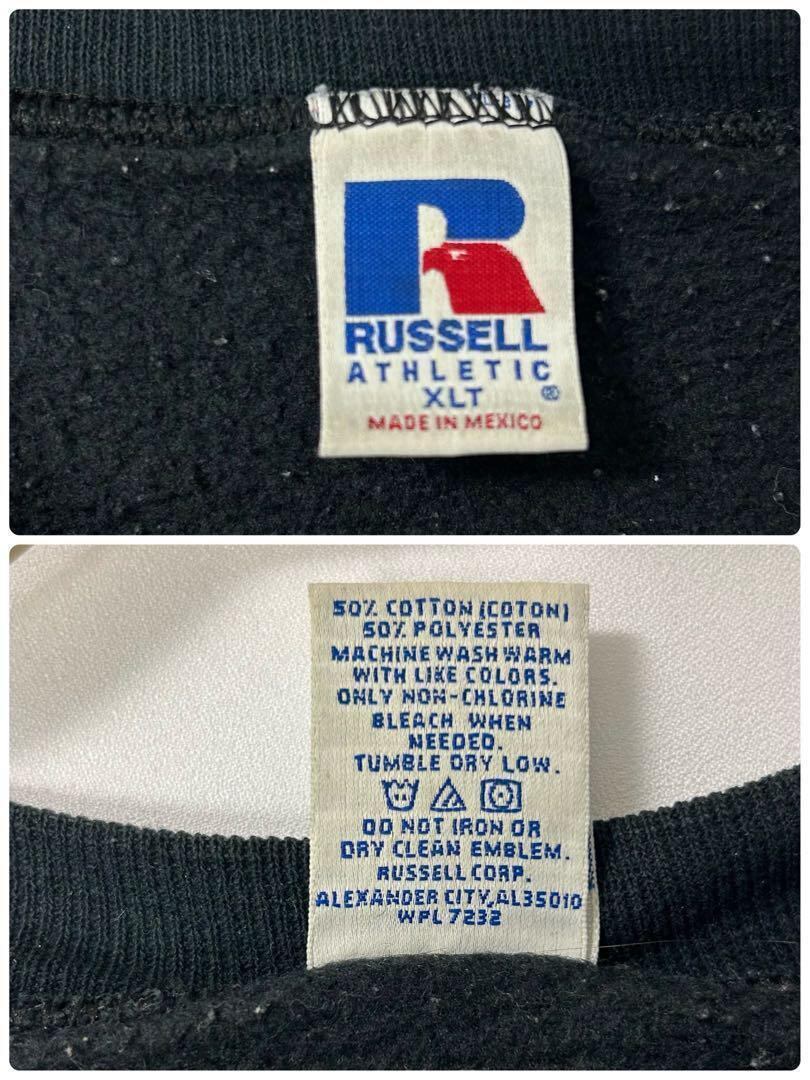 RUSSELL
ATHLETIC
XLT ®
MADE IN MEXICO
50% COTTON (COTON)
50% POLYESTER
MACHINE WASH WARM
WITH LIKE COLORS.
ONLY NON-CHLORINE
BLEACH WHEN
NEEDED.
TUMBLE DRY LOW.
DO NOT IRON OR
DRY CLEAN EMBLEM.
RUSSELL CORP.
ALEXANDER CITY, AL35010
WPL 7232